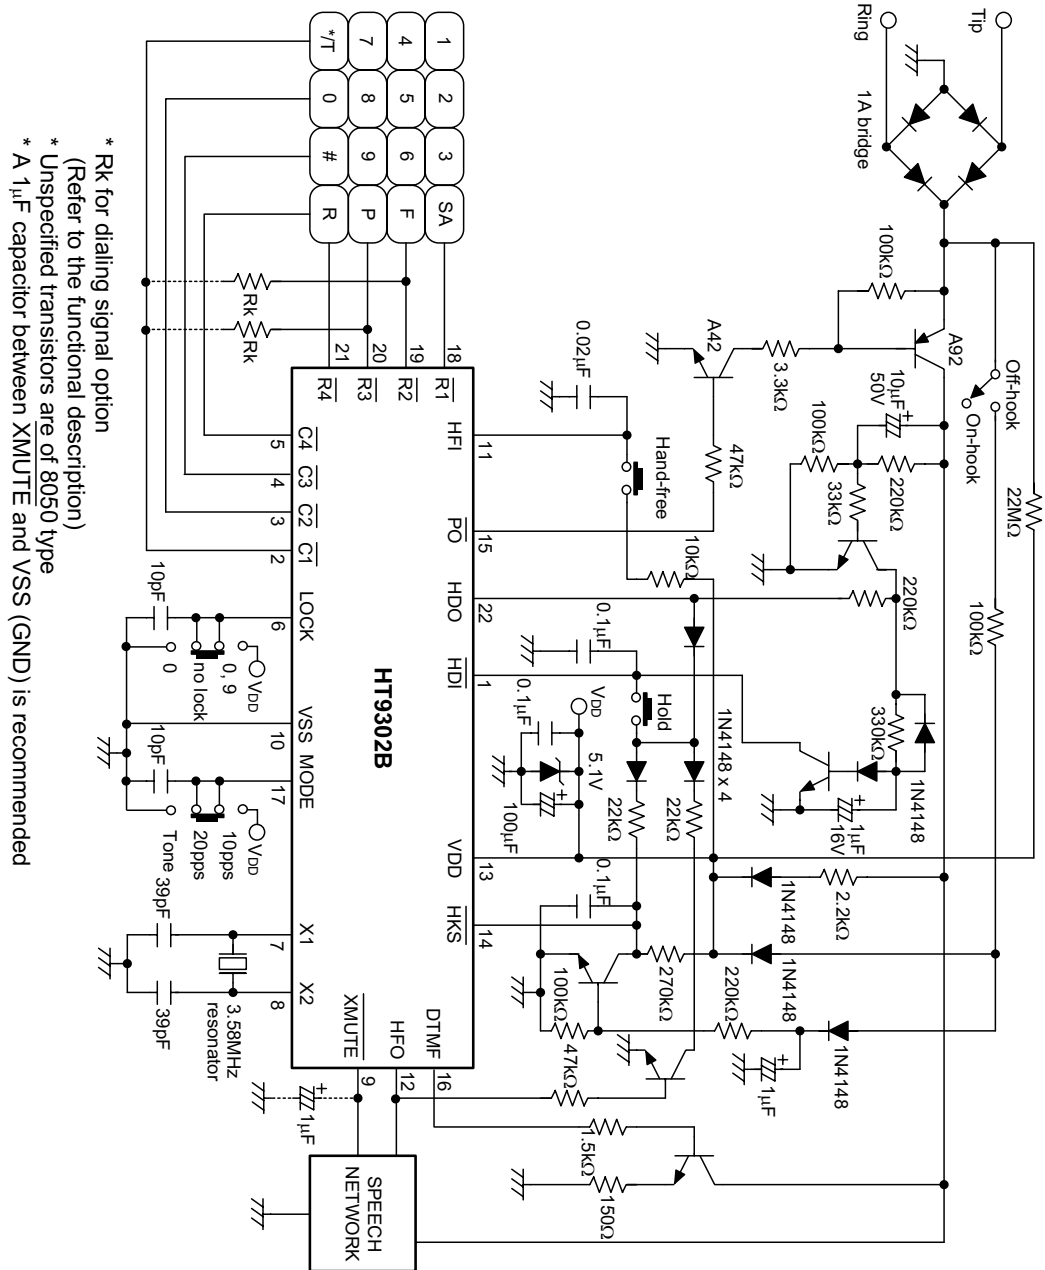 Tip
Ring
1A bridge
22MΩ
Off-hook
On-hook
100kΩ
A92
100kΩ
10μF
50V
220kΩ
100kΩ
33kΩ
220kΩ
330kΩ
1N4148
1μF
16V
2.2kΩ
1N4148
1N4148
1N4148
3.3kΩ
A42
47kΩ
10kΩ
1N4148 x 4
220kΩ
1μF
270kΩ
Hand-free
Hold
22kΩ
22kΩ
0.02μF
0.1μF
VDD
5.1V
0.1μF
100μF
0.1μF
100kΩ
47kΩ
1.5kΩ
150Ω
1 2 3 SA
4 5 6 F
7 8 9 P
*/T 0 # R
Rk
Rk
18
19
20
21
R1
R2
R3
R4
11
15
22
1
13
14
HFI
PO
HDO
HDI
VDD
HKS
DTMF
HFO
XMUTE
16
12
9
1μF
SPEECH
NETWORK
HT9302B
C4
C3
C2
C1
LOCK
VSS
MODE
X1
X2
5
4
3
2
6
10
17
7
8
10pF
VDD
0, 9
no lock
0
10pF
VDD
10pps
20pps
Tone
39pF
39pF
3.58MHz
resonator
* Rk for dialing signal option
(Refer to the functional description)
* Unspecified transistors are of 8050 type
* A 1μF capacitor between XMUTE and VSS (GND) is recommended